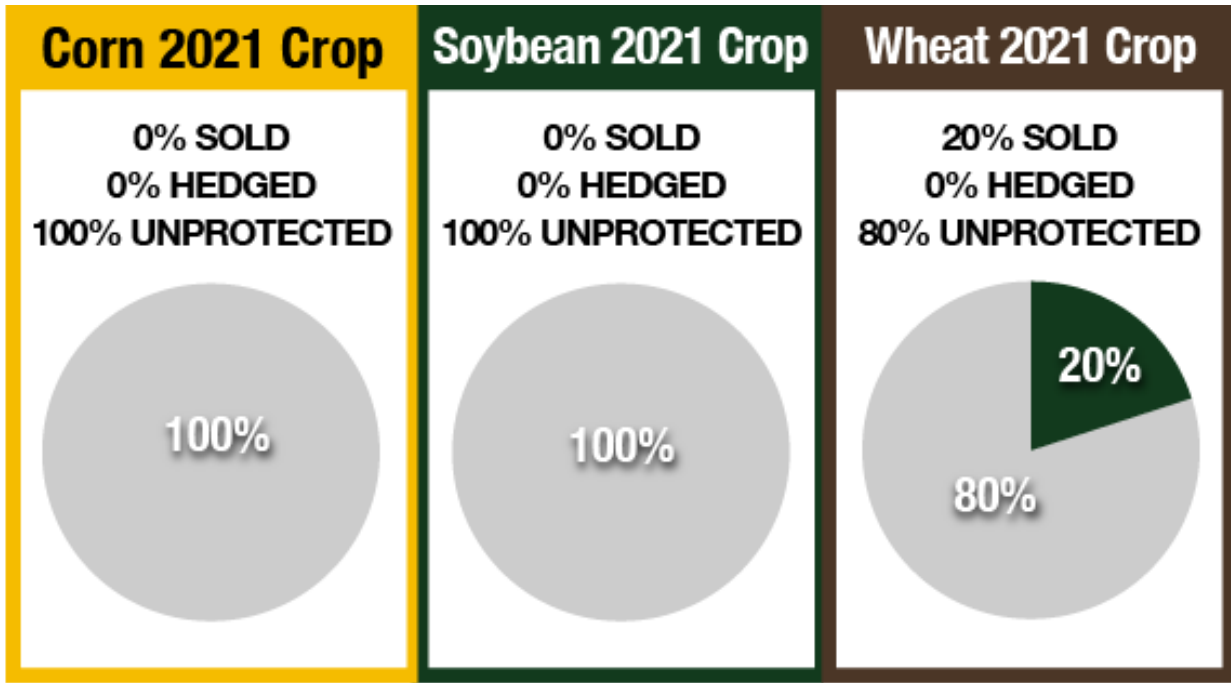 Corn 2021 Crop
0% SOLD
0% HEDGED
100% UNPROTECTED
100%
Soybean 2021 Crop
0% SOLD
0% HEDGED
100% UNPROTECTED
100%
Wheat 2021 Crop
20% SOLD
0% HEDGED
80% UNPROTECTED
20%
80%